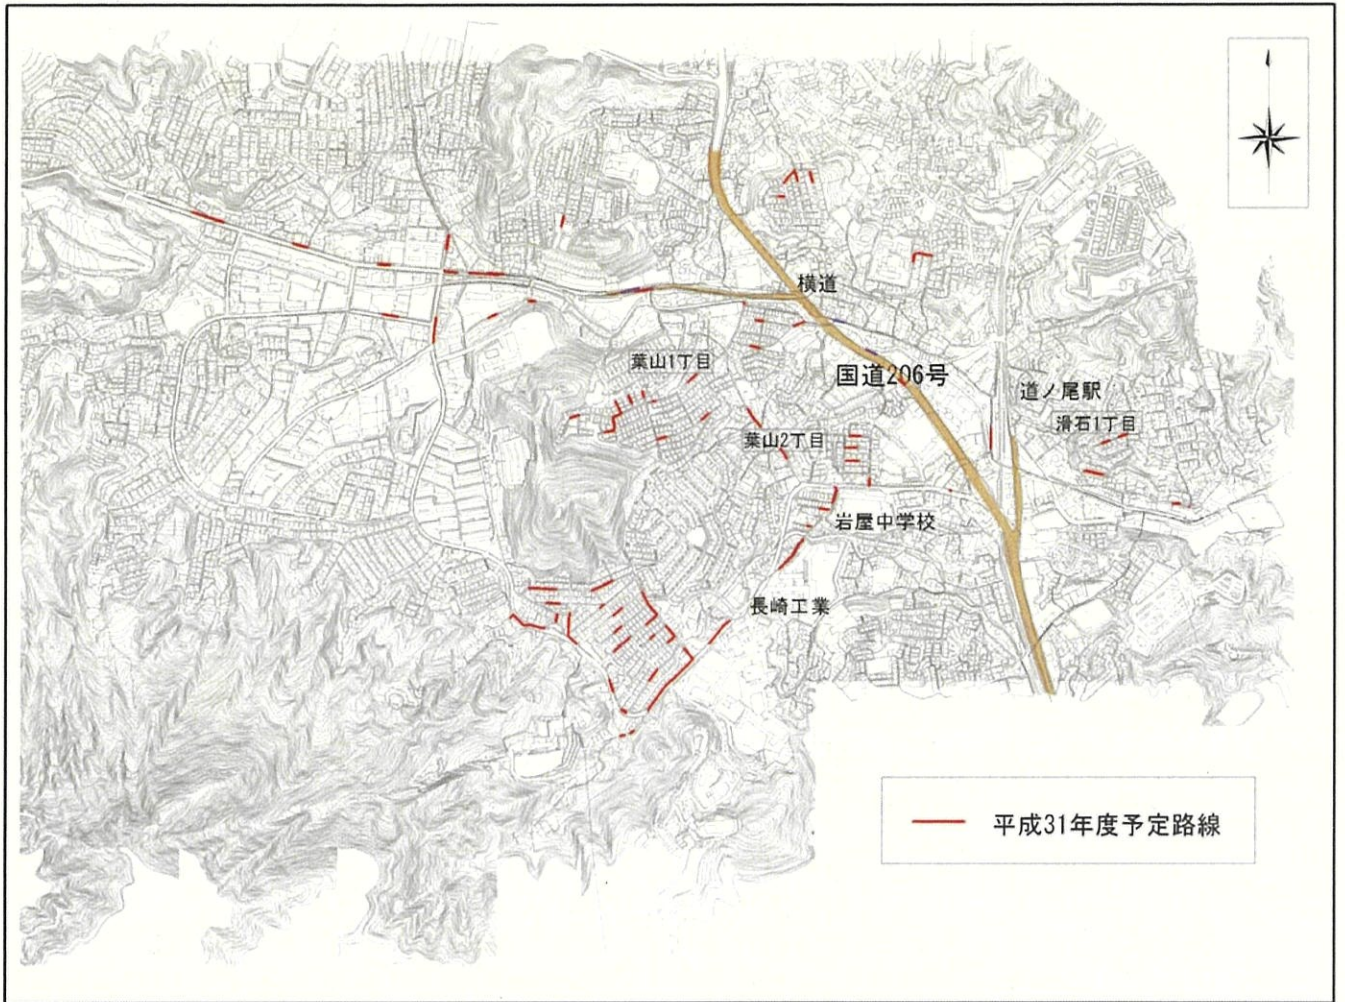 横道
葉山1丁目
国道206号
道ノ尾駅
滑石1丁目
葉山2丁目
岩屋中学校
長崎工業
平成31年度予定路線